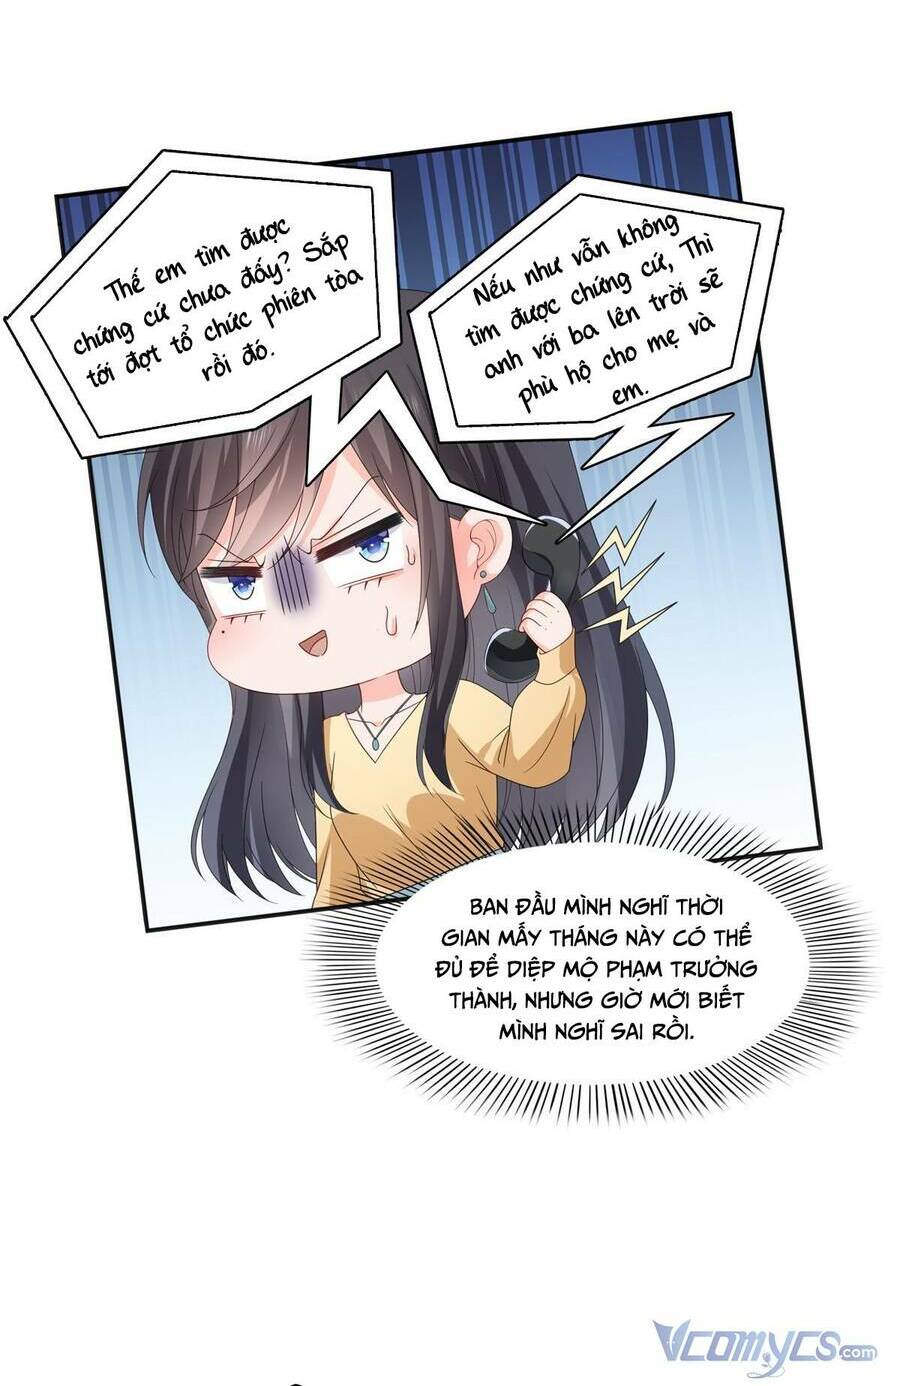 Thế em tìm được
chứng cứ chưa đấy? Sắp
tới đợt tổ chức phiên tòa
rồi đó.
Nếu như vẫn không
tìm được chứng cứ, Thì
anh với ba lên trời sẽ
phù hộ cho mẹ và
em.
BAN ĐẦU MÌNH NGHĨ THỜI
GIAN MẤY THÁNG NÀY CÓ THỂ
ĐỦ ĐỂ DIỆP MỘ PHẠM TRƯỞNG
THÀNH, NHƯNG GIỜ MỚI BIẾT
MÌNH NGHĨ SAI RỒI.
VCOMYCS.com